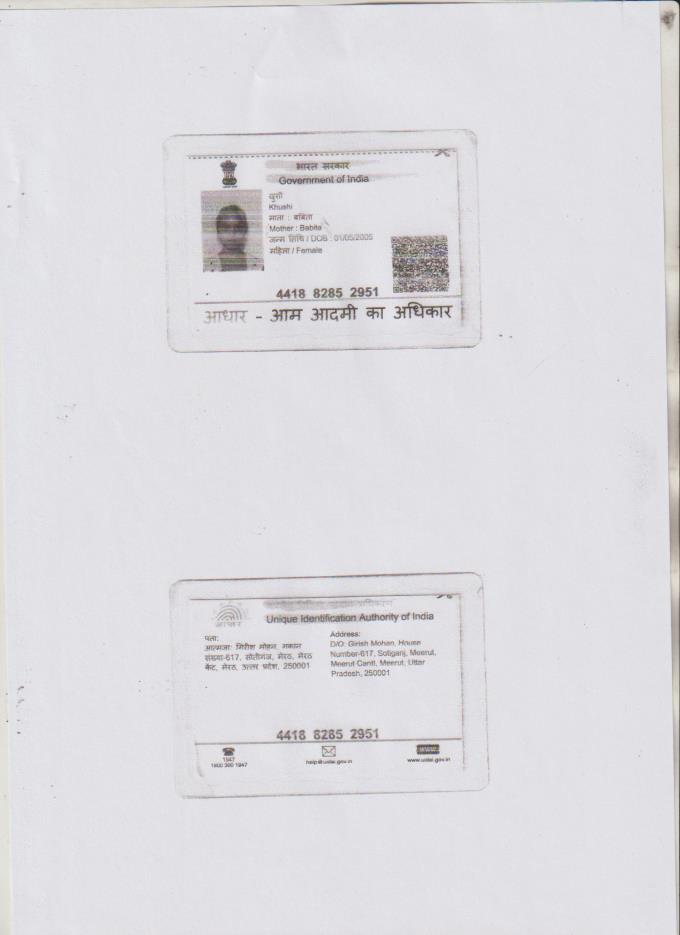 भारत सरकार
Government of India
खुशी
Khushi
माता : बबिता
Mother : Babita
जन्म तिथि / DOB : 01/05/2005
महिला / Female
4418 8285 2951
आधार - आम आदमी का अधिकार
आधार
Unique Identification Authority of India
पता:
आत्मजा: गिरीश मोहन, मकान
संख्या-617, सोतीगंज, मेरठ, मेरठ
केंट, मेरठ, उत्तर प्रदेश, 250001
Address:
D/O: Girish Mohan, House
Number-617, Sotiganj, Meerut,
Meerut Cantt, Meerut, Uttar
Pradesh, 250001
4418 8285 2951
1947
1800 300 1947
help@uidai.gov.in
www
www.uidai.gov.in